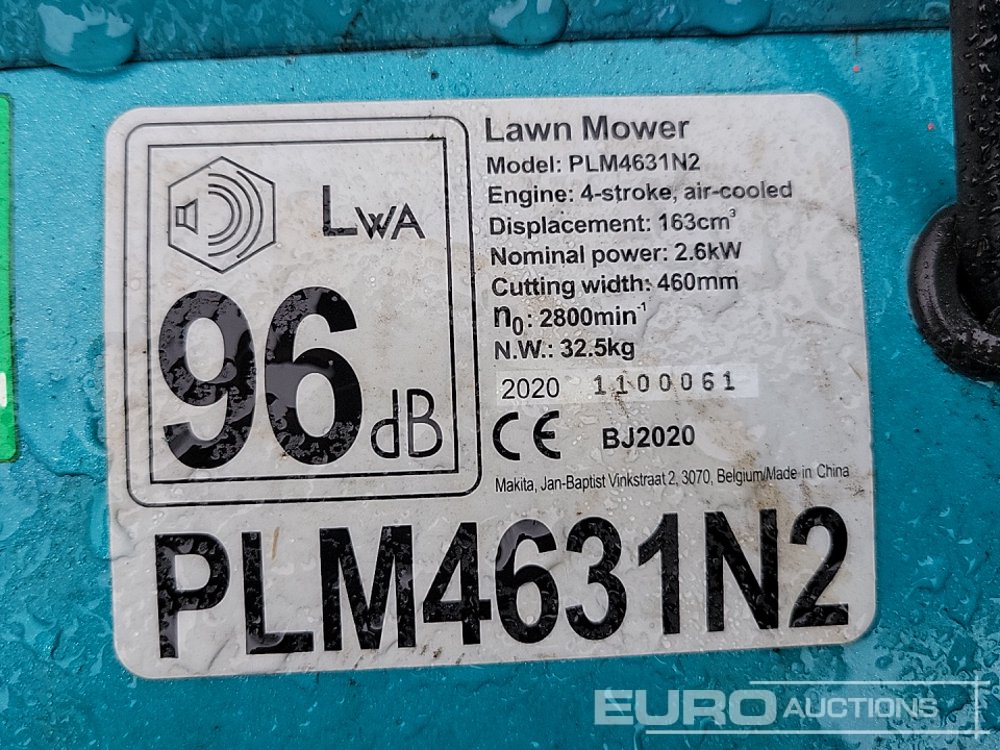 LWA
96 dB
Lawn Mower
Model: PLM4631N2
Engine: 4-stroke, air-cooled
Displacement: 163cm³
Nominal power: 2.6kW
Cutting width: 460mm
n₀: 2800min⁻¹
N.W.: 32.5kg
2020 1100061
CE BJ2020
Makita, Jan-Baptist Vinkstraat 2, 3070, Belgium/Made in China
PLM4631N2
EURO AUCTIONS